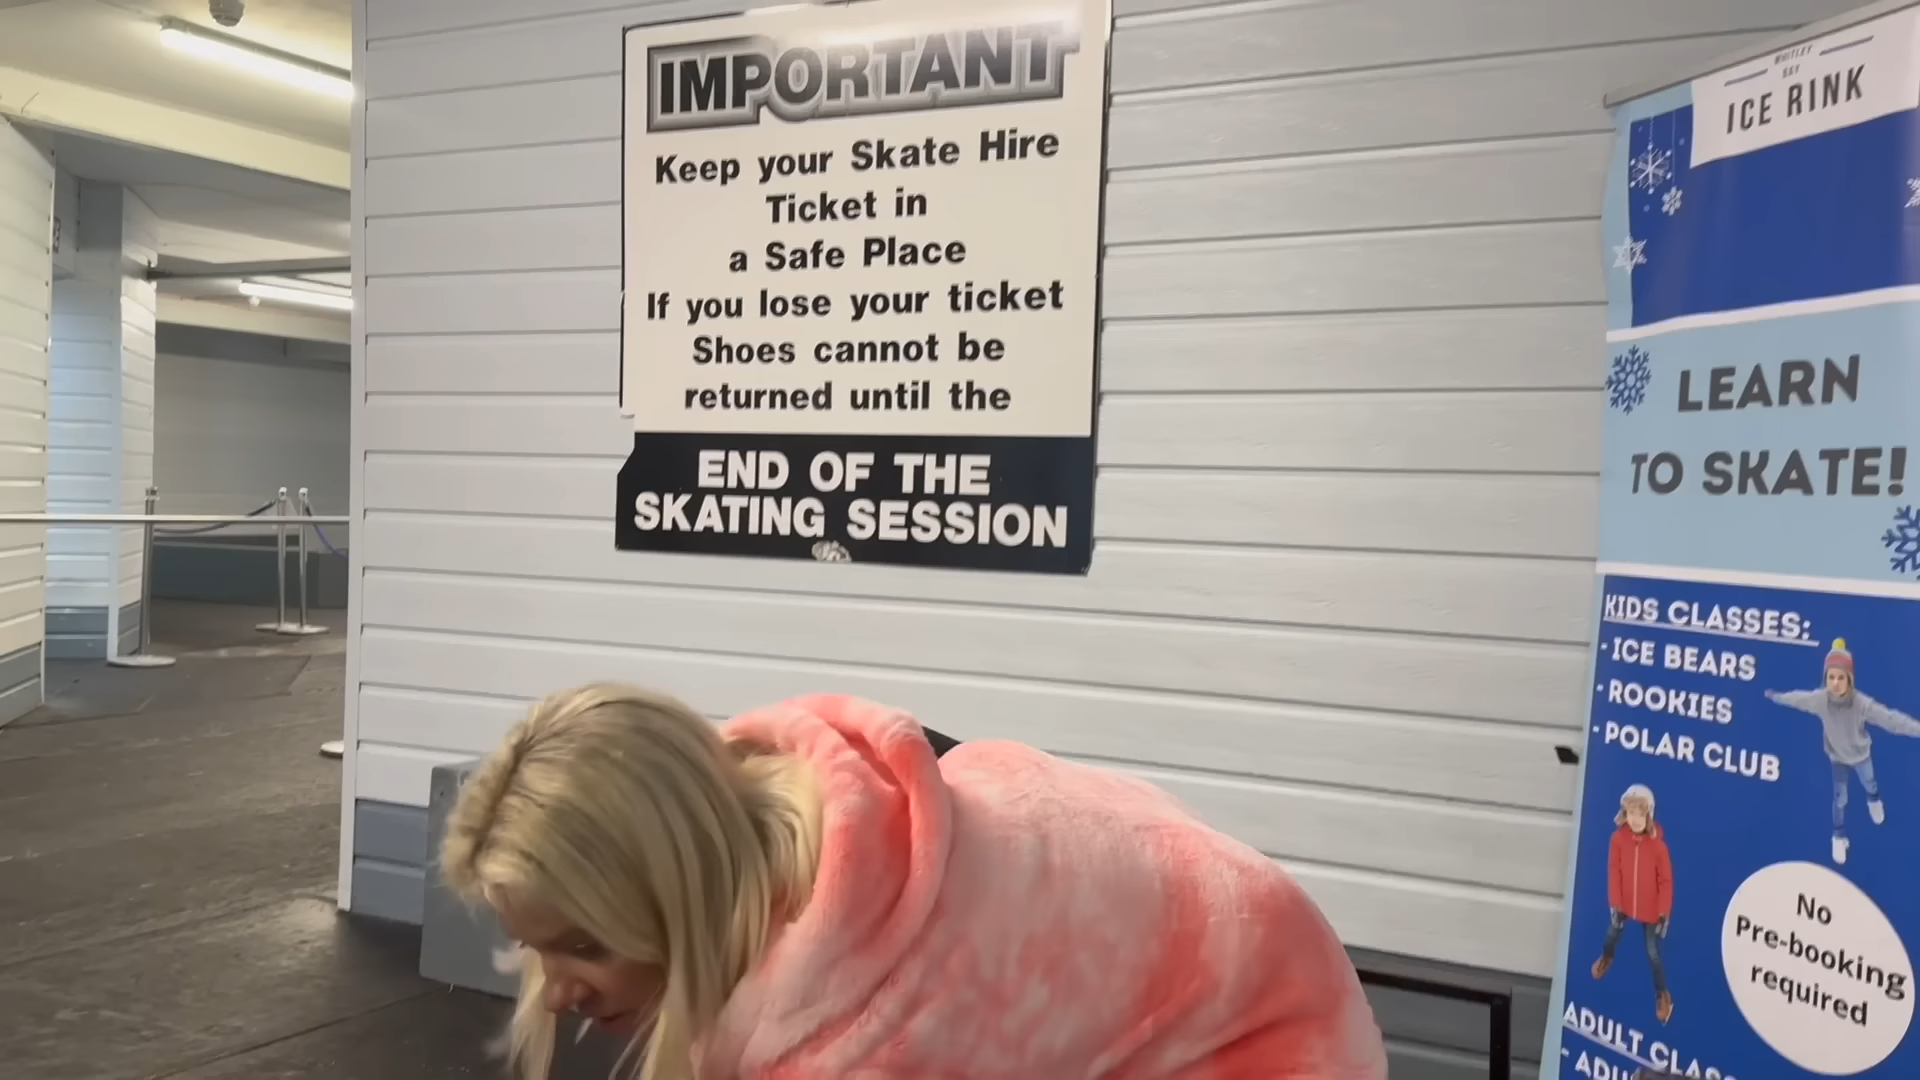 IMPORTANT
Keep your Skate Hire
Ticket in
a Safe Place
If you lose your ticket
Shoes cannot be
returned until the
END OF THE
SKATING SESSION
WHITLEY
BAY
ICE RINK
LEARN
TO SKATE!
KIDS CLASSES:
- ICE BEARS
- ROOKIES
- POLAR CLUB
No
Pre-booking
required
ADULT